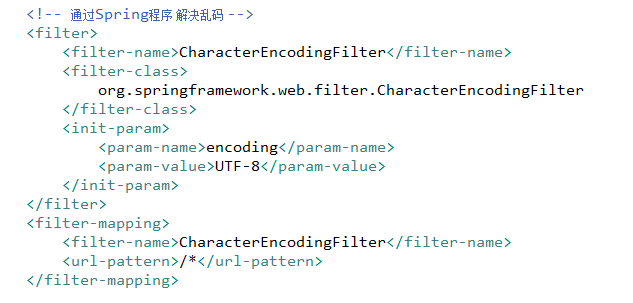 <!-- 通过Spring程序 解决乱码 -->
<filter>
<filter-name>CharacterEncodingFilter</filter-name>
<filter-class>
org.springframework.web.filter.CharacterEncodingFilter
</filter-class>
<init-param>
<param-name>encoding</param-name>
<param-value>UTF-8</param-value>
</init-param>
</filter>
<filter-mapping>
<filter-name>CharacterEncodingFilter</filter-name>
<url-pattern>/*</url-pattern>
</filter-mapping>